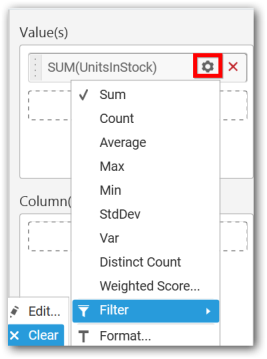 Value(s)
SUM(UnitsInStock)
Sum
Count
Average
Max
Min
StdDev
Column(
Var
Distinct Count
Weighted Score...
Edit...
Filter
Clear
Format...